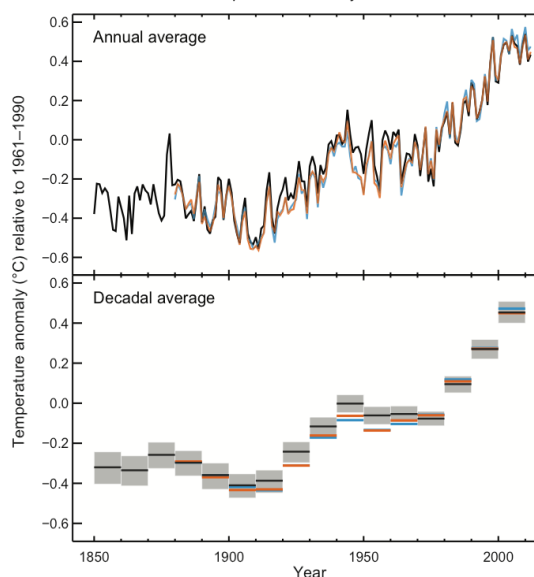 Annual average
0.6
0.4
0.2
0.0
−0.2
−0.4
−0.6
Decadal average
0.6
0.4
0.2
0.0
−0.2
−0.4
−0.6
Temperature anomaly (°C) relative to 1961–1990
1850 1900 1950 2000
Year